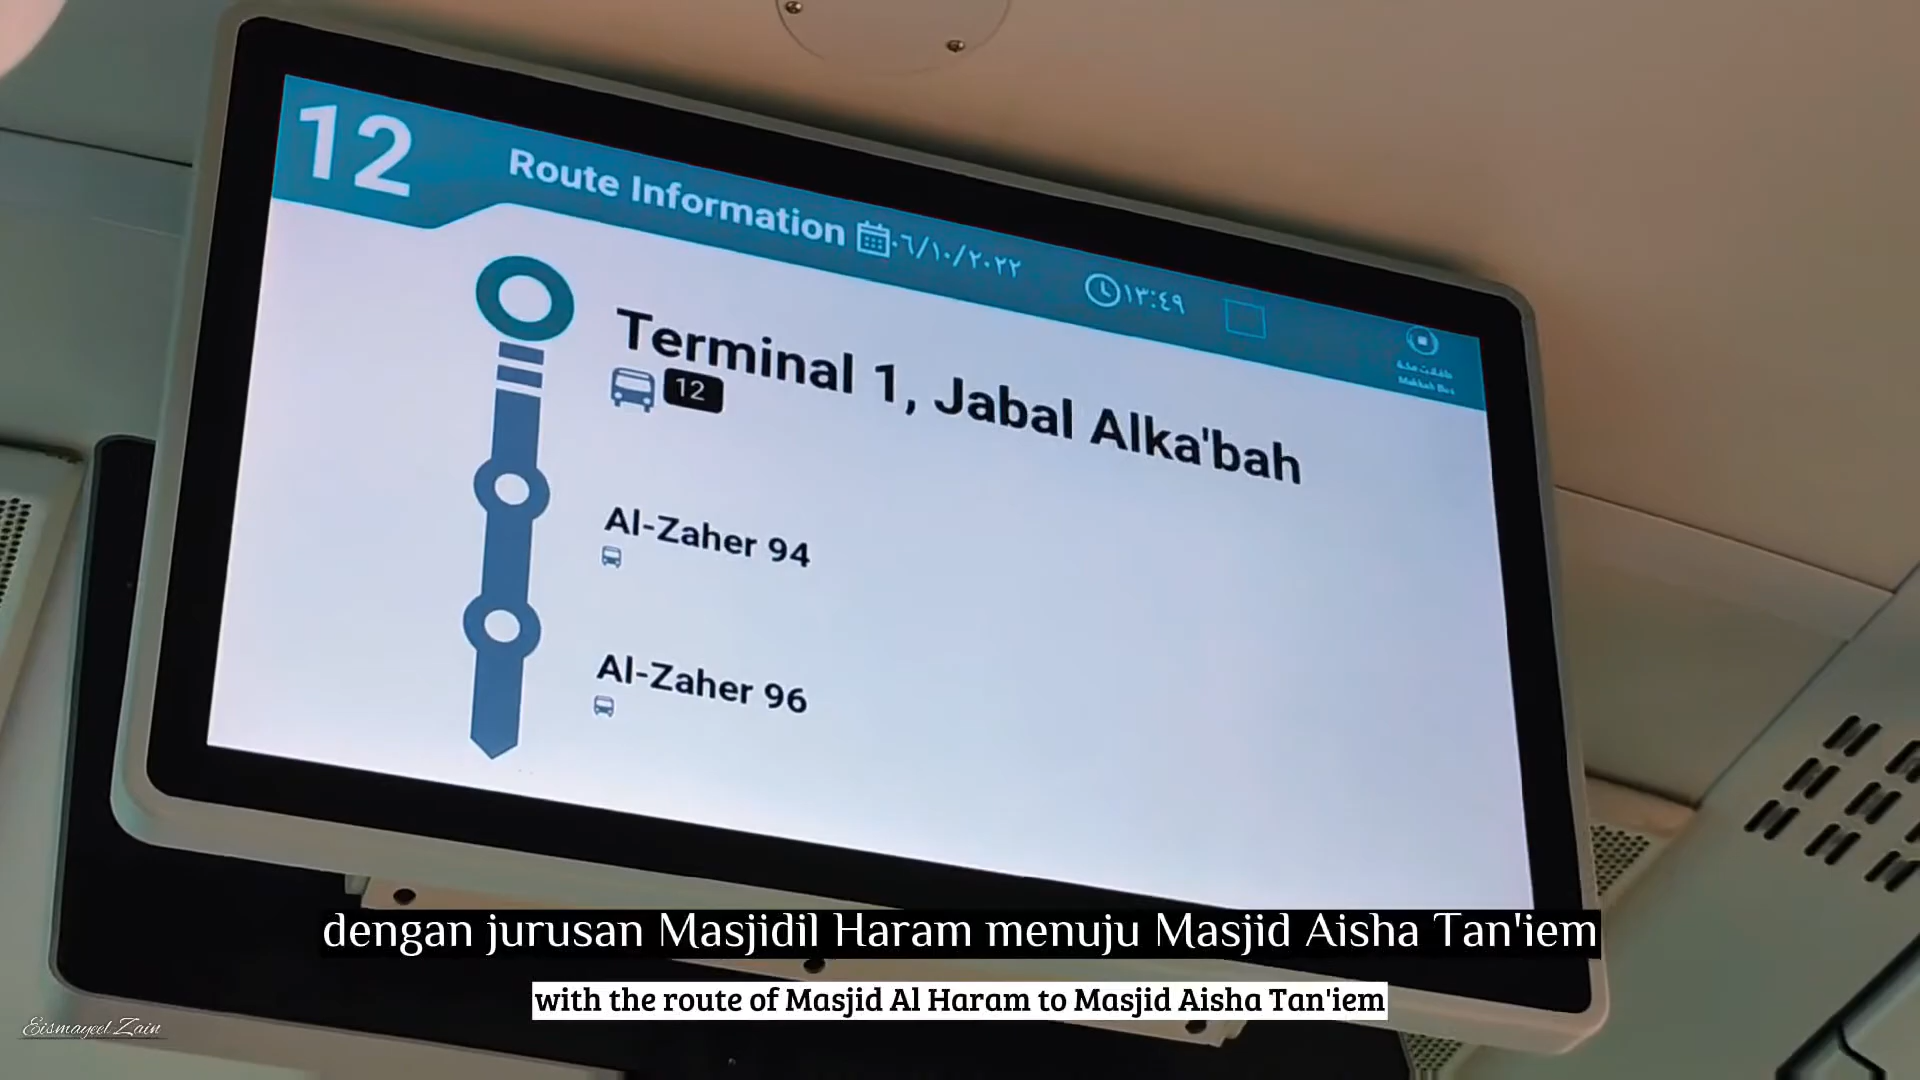 12
Route Information
٠٦/١٠/٢٠٢٢
١٣:٤٩
Makkah Bus
Terminal 1, Jabal Alka'bah
12
Al-Zaher 94
Al-Zaher 96
dengan jurusan Masjidil Haram menuju Masjid Aisha Tan'iem
with the route of Masjid Al Haram to Masjid Aisha Tan'iem
Eismayeel Zain